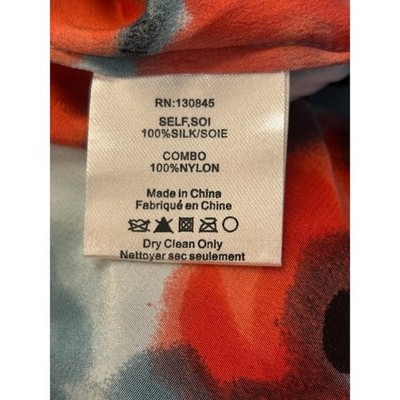 RN:130845
SELF,SOI
100%SILK/SOIE
COMBO
100%NYLON
Made in China
Fabriqué en Chine
Dry Clean Only
Nettoyer sec seulement